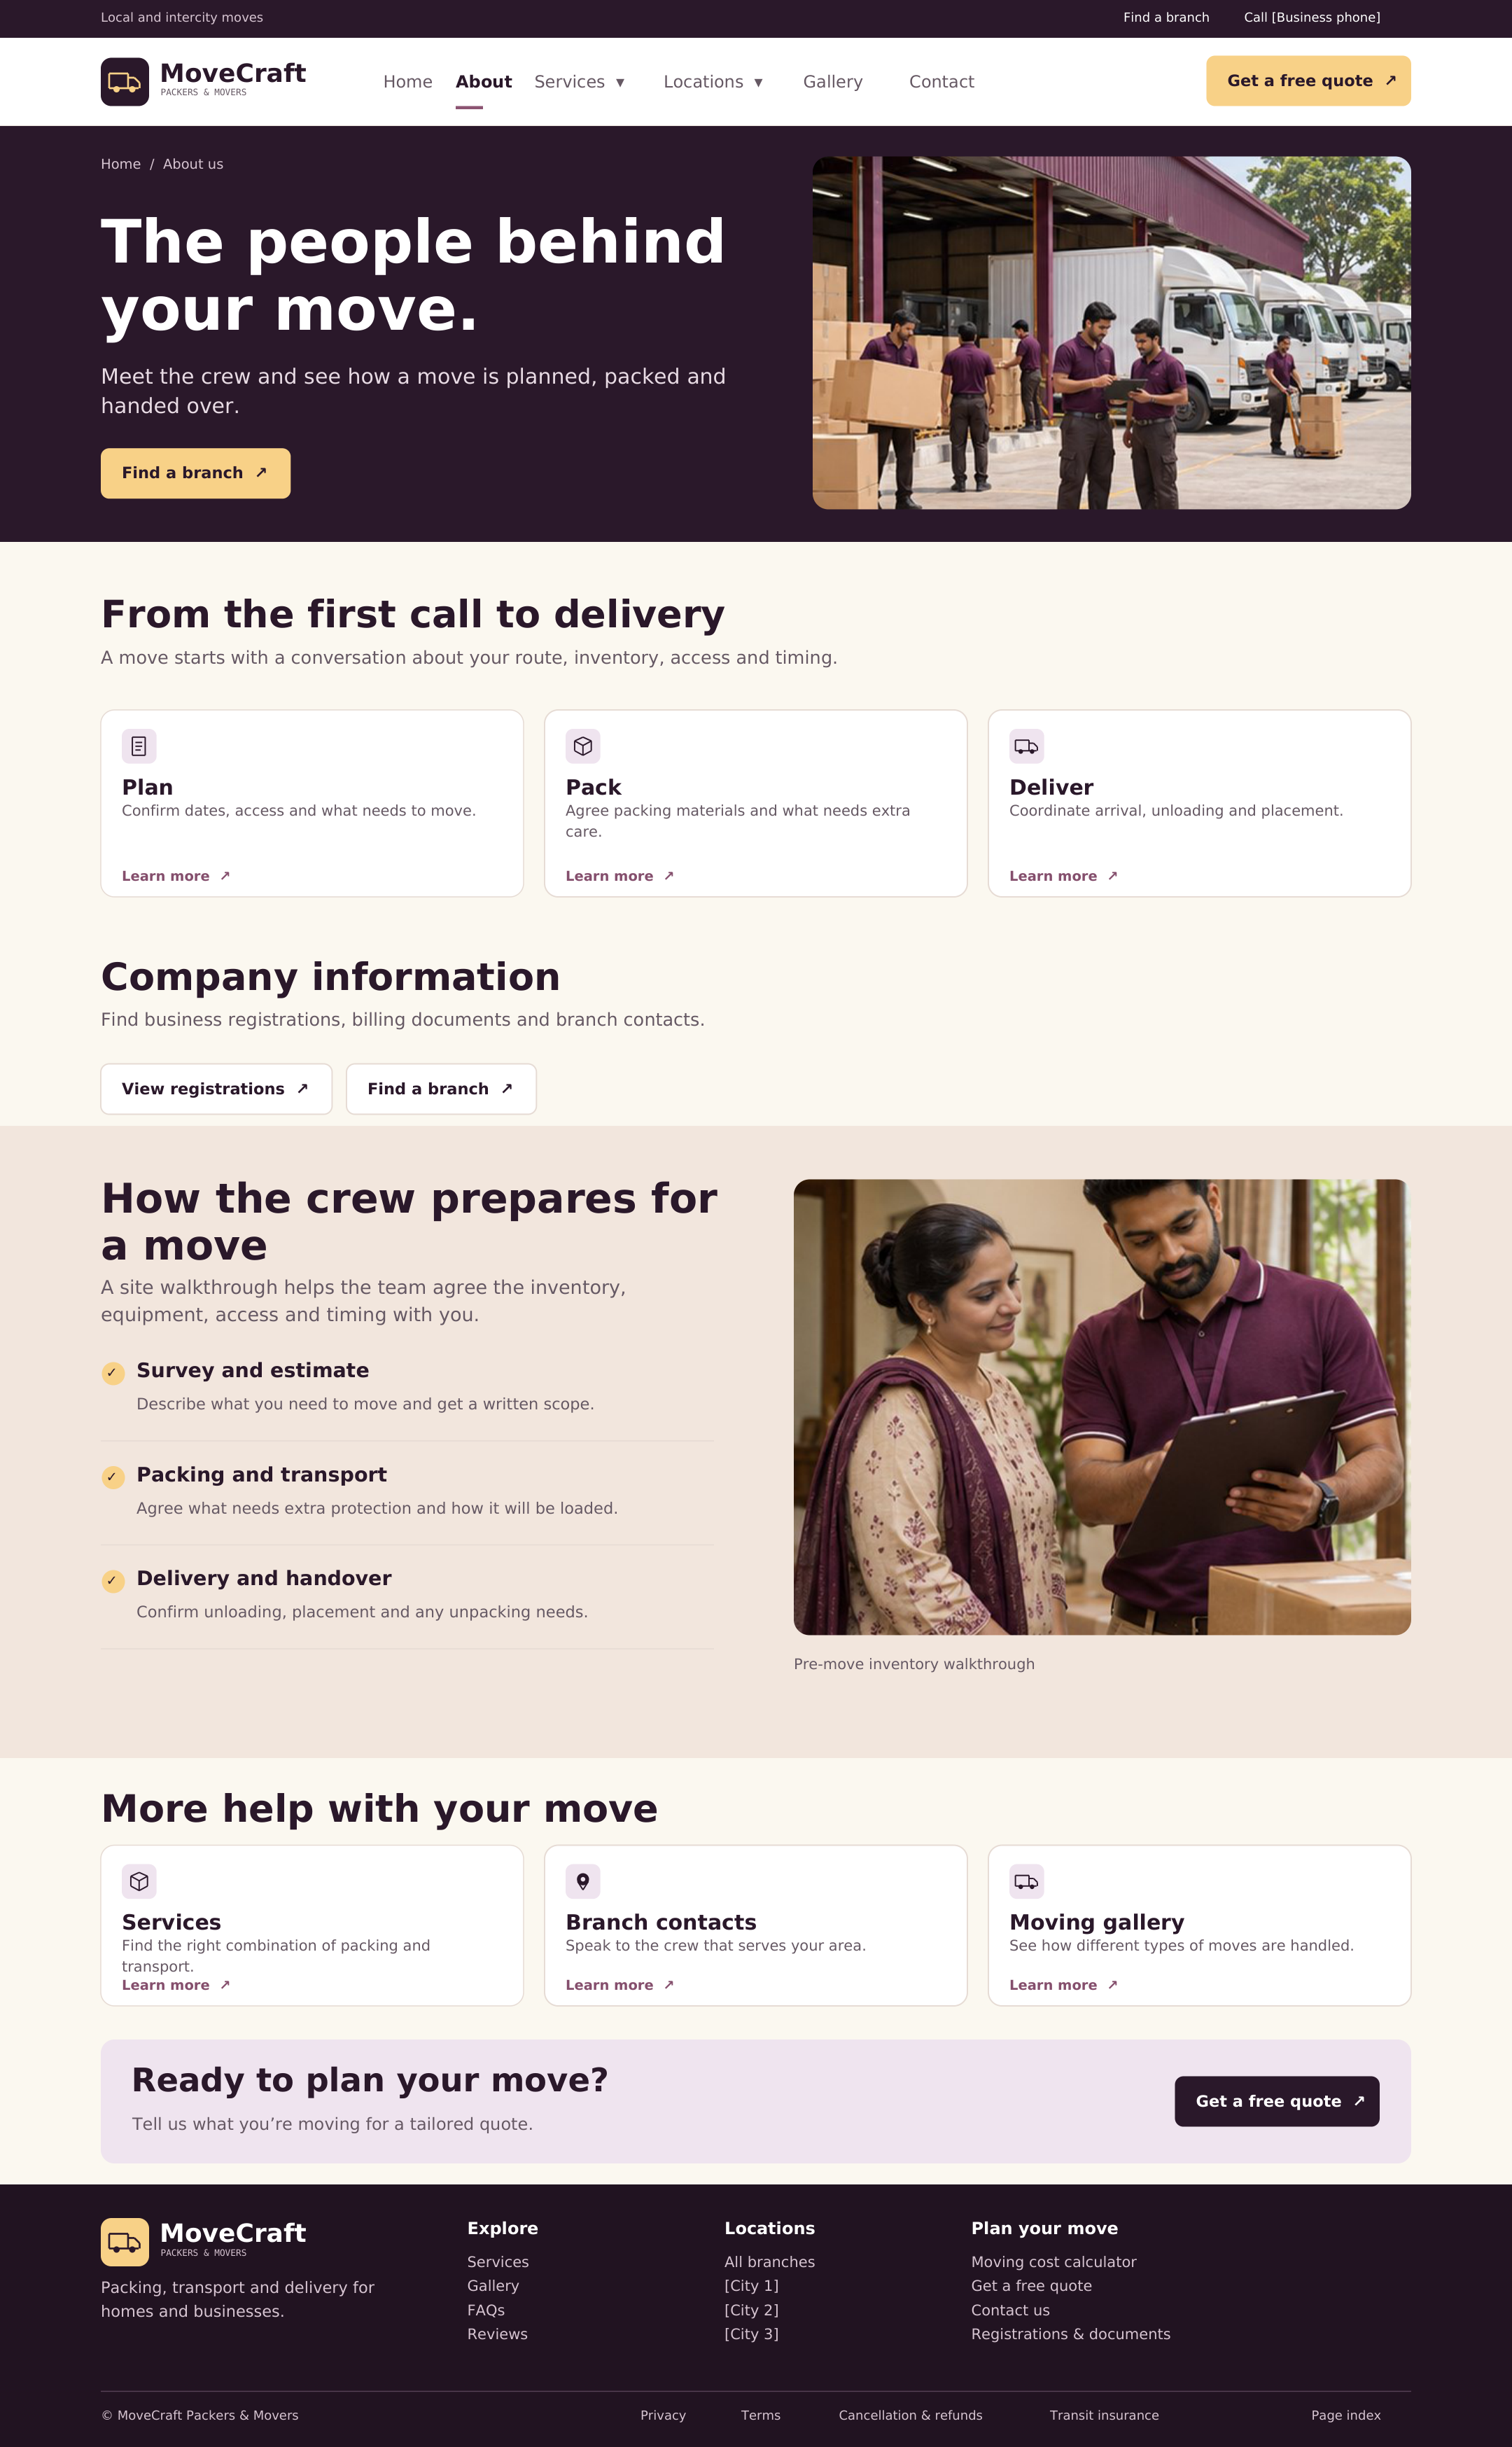 Local and intercity moves
Find a branch
Call [Business phone]
MoveCraft
PACKERS & MOVERS
Home
About
Services ▾
Locations ▾
Gallery
Contact
Get a free quote ↗
Home / About us
The people behind
your move.
Meet the crew and see how a move is planned, packed and
handed over.
Find a branch ↗
From the first call to delivery
A move starts with a conversation about your route, inventory, access and timing.
Plan
Confirm dates, access and what needs to move.
Learn more ↗
Pack
Agree packing materials and what needs extra
care.
Learn more ↗
Deliver
Coordinate arrival, unloading and placement.
Learn more ↗
Company information
Find business registrations, billing documents and branch contacts.
View registrations ↗
Find a branch ↗
How the crew prepares for
a move
A site walkthrough helps the team agree the inventory,
equipment, access and timing with you.
✓ Survey and estimate
Describe what you need to move and get a written scope.
✓ Packing and transport
Agree what needs extra protection and how it will be loaded.
✓ Delivery and handover
Confirm unloading, placement and any unpacking needs.
Pre-move inventory walkthrough
More help with your move
Services
Find the right combination of packing and
transport.
Learn more ↗
Branch contacts
Speak to the crew that serves your area.
Learn more ↗
Moving gallery
See how different types of moves are handled.
Learn more ↗
Ready to plan your move?
Tell us what you’re moving for a tailored quote.
Get a free quote ↗
MoveCraft
PACKERS & MOVERS
Packing, transport and delivery for
homes and businesses.
Explore
Services
Gallery
FAQs
Reviews
Locations
All branches
[City 1]
[City 2]
[City 3]
Plan your move
Moving cost calculator
Get a free quote
Contact us
Registrations & documents
© MoveCraft Packers & Movers
Privacy
Terms
Cancellation & refunds
Transit insurance
Page index